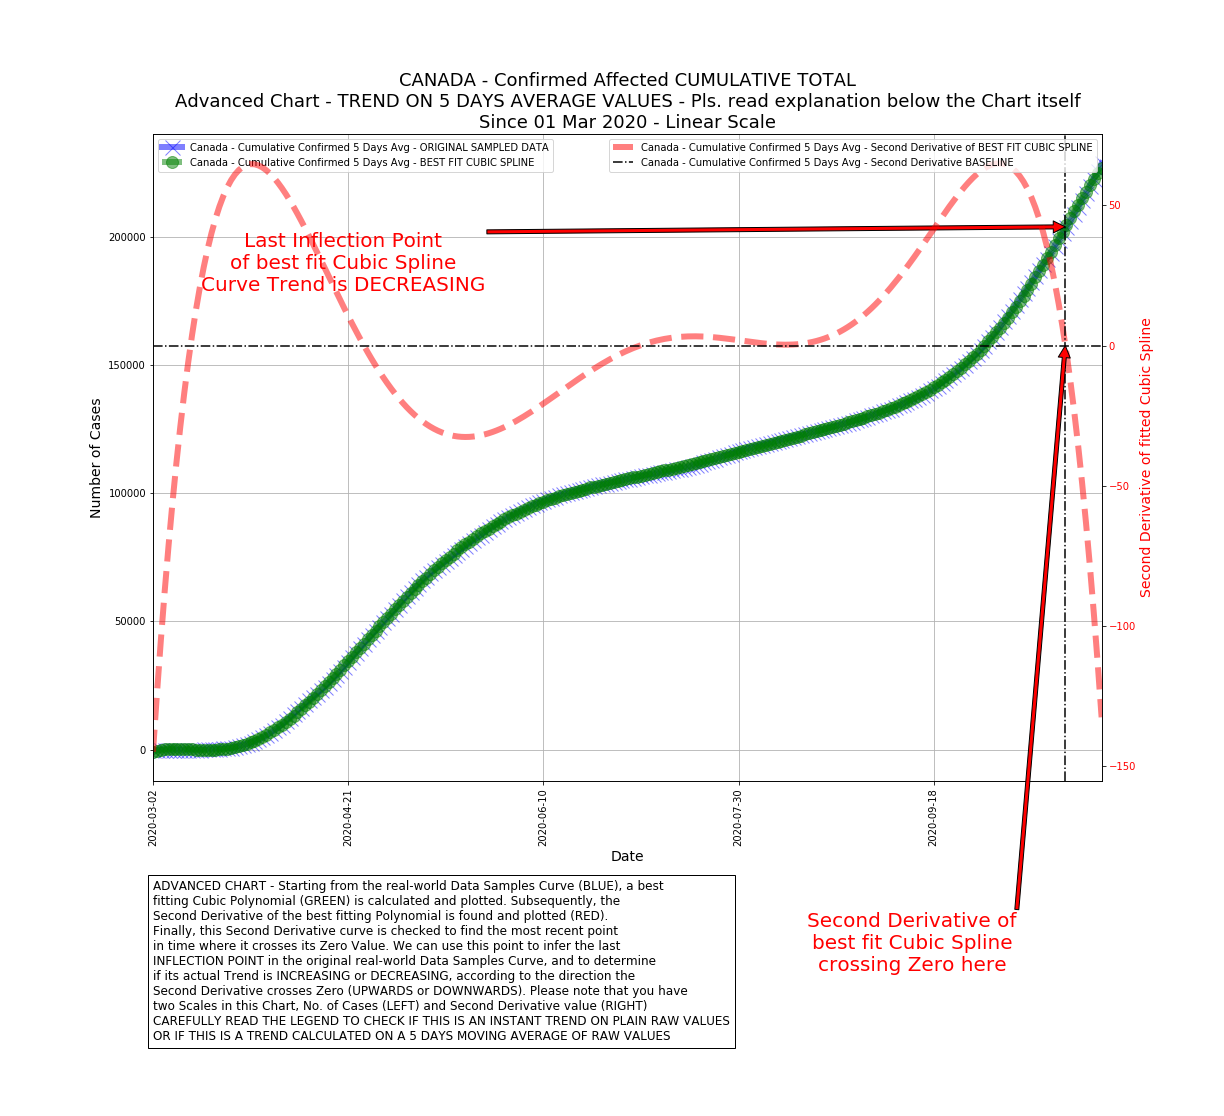 CANADA - Confirmed Affected CUMULATIVE TOTAL
Advanced Chart - TREND ON 5 DAYS AVERAGE VALUES - Pls. read explanation below the Chart itself
Since 01 Mar 2020 - Linear Scale
Canada - Cumulative Confirmed 5 Days Avg - ORIGINAL SAMPLED DATA
Canada - Cumulative Confirmed 5 Days Avg - BEST FIT CUBIC SPLINE
Canada - Cumulative Confirmed 5 Days Avg - Second Derivative of BEST FIT CUBIC SPLINE
Canada - Cumulative Confirmed 5 Days Avg - Second Derivative BASELINE
Last Inflection Point
of best fit Cubic Spline
Curve Trend is DECREASING
Number of Cases
200000
150000
100000
50000
0
50
0
−50
−100
−150
Second Derivative of fitted Cubic Spline
2020-03-02
2020-04-21
2020-06-10
2020-07-30
2020-09-18
Date
ADVANCED CHART - Starting from the real-world Data Samples Curve (BLUE), a best
fitting Cubic Polynomial (GREEN) is calculated and plotted. Subsequently, the
Second Derivative of the best fitting Polynomial is found and plotted (RED).
Finally, this Second Derivative curve is checked to find the most recent point
in time where it crosses its Zero Value. We can use this point to infer the last
INFLECTION POINT in the original real-world Data Samples Curve, and to determine
if its actual Trend is INCREASING or DECREASING, according to the direction the
Second Derivative crosses Zero (UPWARDS or DOWNWARDS). Please note that you have
two Scales in this Chart, No. of Cases (LEFT) and Second Derivative value (RIGHT)
CAREFULLY READ THE LEGEND TO CHECK IF THIS IS AN INSTANT TREND ON PLAIN RAW VALUES
OR IF THIS IS A TREND CALCULATED ON A 5 DAYS MOVING AVERAGE OF RAW VALUES
Second Derivative of
best fit Cubic Spline
crossing Zero here